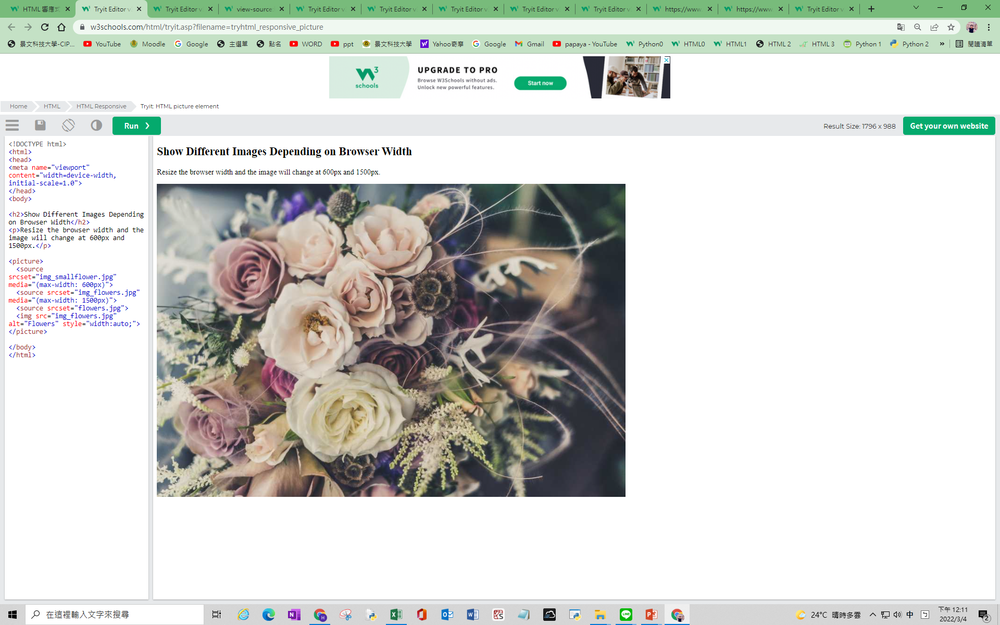 HTML 響應式
Tryit Editor v
Tryit Editor v
view-source:
Tryit Editor v
Tryit Editor v
Tryit Editor v
Tryit Editor v
Tryit Editor v
https://www
https://www
Tryit Editor v
w3schools.com/html/tryit.asp?filename=tryhtml_responsive_picture
景文科技大學-CIP...
YouTube
Moodle
Google
主選單
點名
WORD
ppt
景文科技大學
Yahoo奇摩
Google
Gmail
papaya - YouTube
Python0
HTML0
HTML1
HTML 2
HTML 3
Python 1
Python 2
»
閱讀清單
W3
schools
UPGRADE TO PRO
Browse W3Schools without ads.
Unlock new powerful features.
Start now
Home
HTML
HTML Responsive
Tryit: HTML picture element
Run ❯
Result Size: 1796 x 988
Get your own website
<!DOCTYPE html>
<html>
<head>
<meta name="viewport"
content="width=device-width,
initial-scale=1.0">
</head>
<body>
<h2>Show Different Images Depending
on Browser Width</h2>
<p>Resize the browser width and the
image will change at 600px and
1500px.</p>
<picture>
<source
srcset="img_smallflower.jpg"
media="(max-width: 600px)">
<source srcset="img_flowers.jpg"
media="(max-width: 1500px)">
<source srcset="flowers.jpg">
<img src="img_flowers.jpg"
alt="Flowers" style="width:auto;">
</picture>
</body>
</html>
Show Different Images Depending on Browser Width
Resize the browser width and the image will change at 600px and 1500px.
在這裡輸入文字來搜尋
24°C 晴時多雲
中
ㄅ
下午 12:11
2022/3/4
2